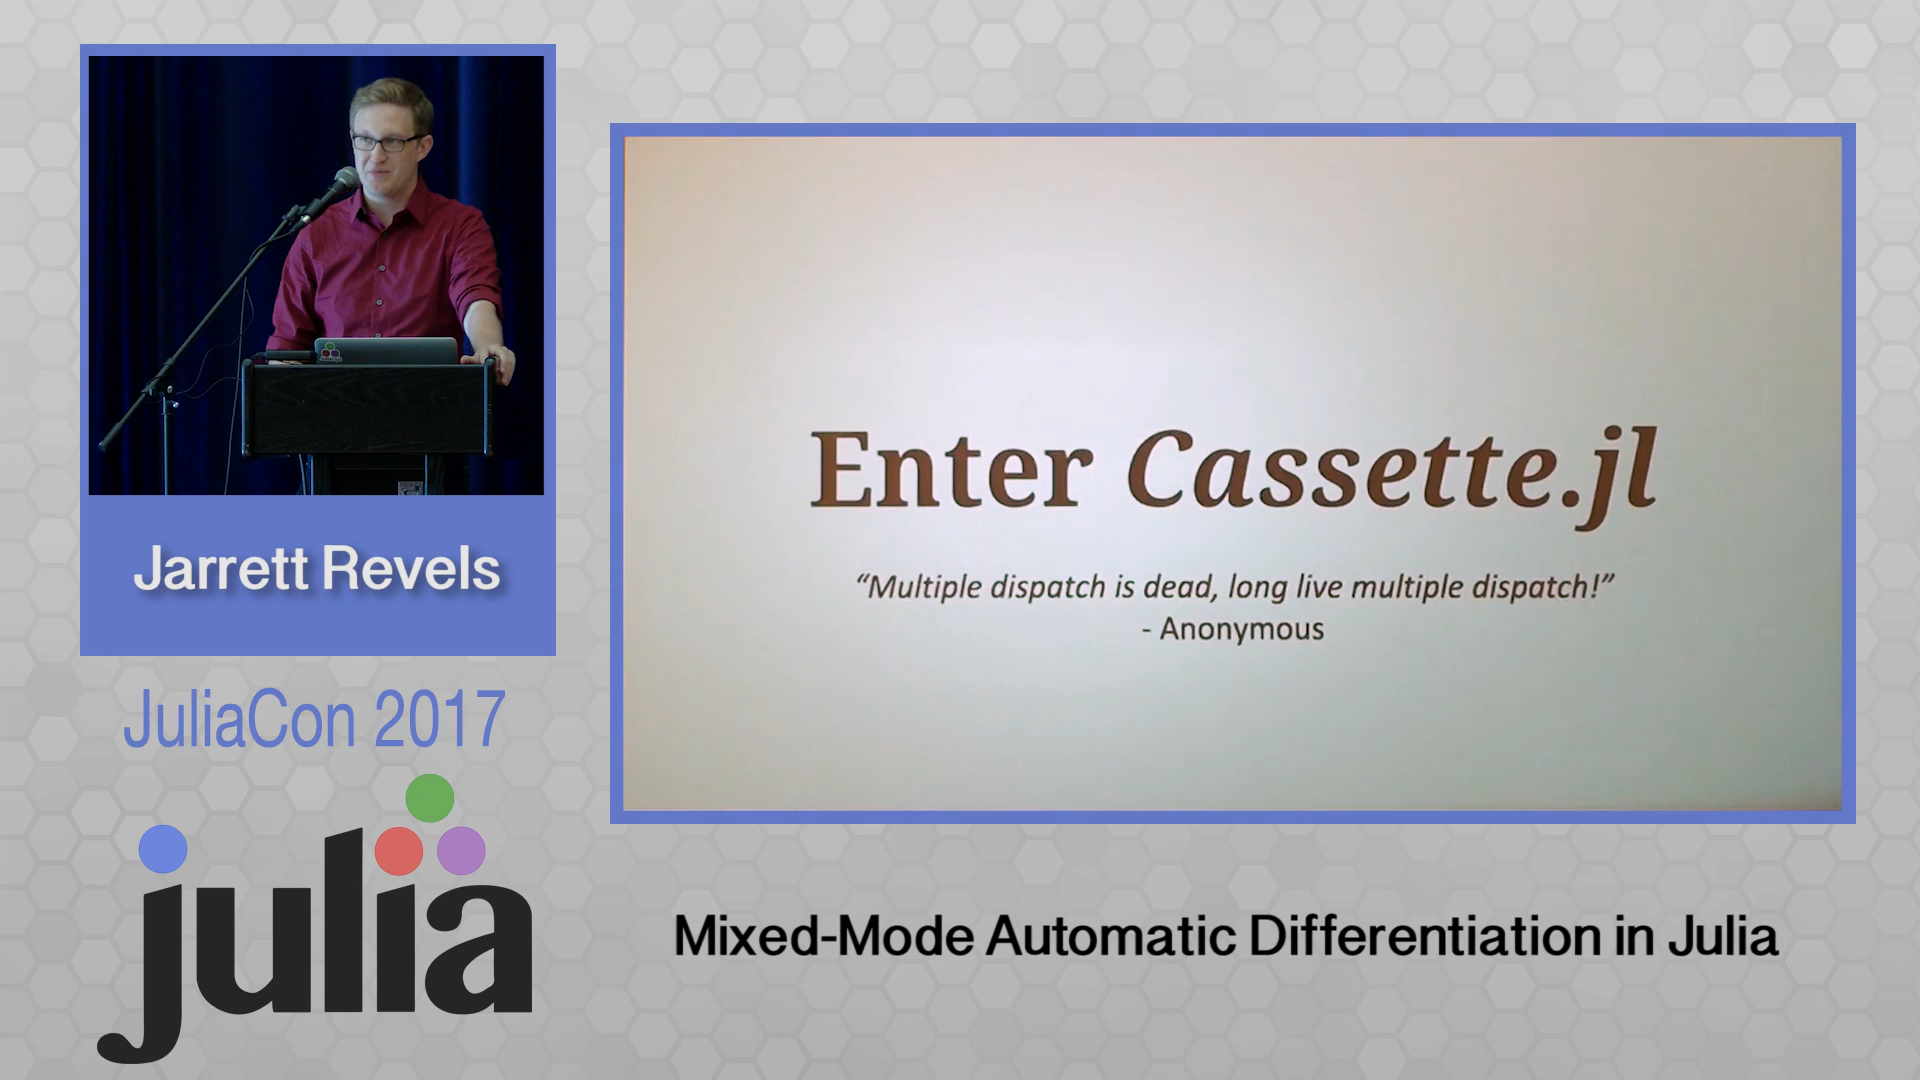 Jarrett Revels
JuliaCon 2017
julia
Enter Cassette.jl
“Multiple dispatch is dead, long live multiple dispatch!”
- Anonymous
Mixed-Mode Automatic Differentiation in Julia